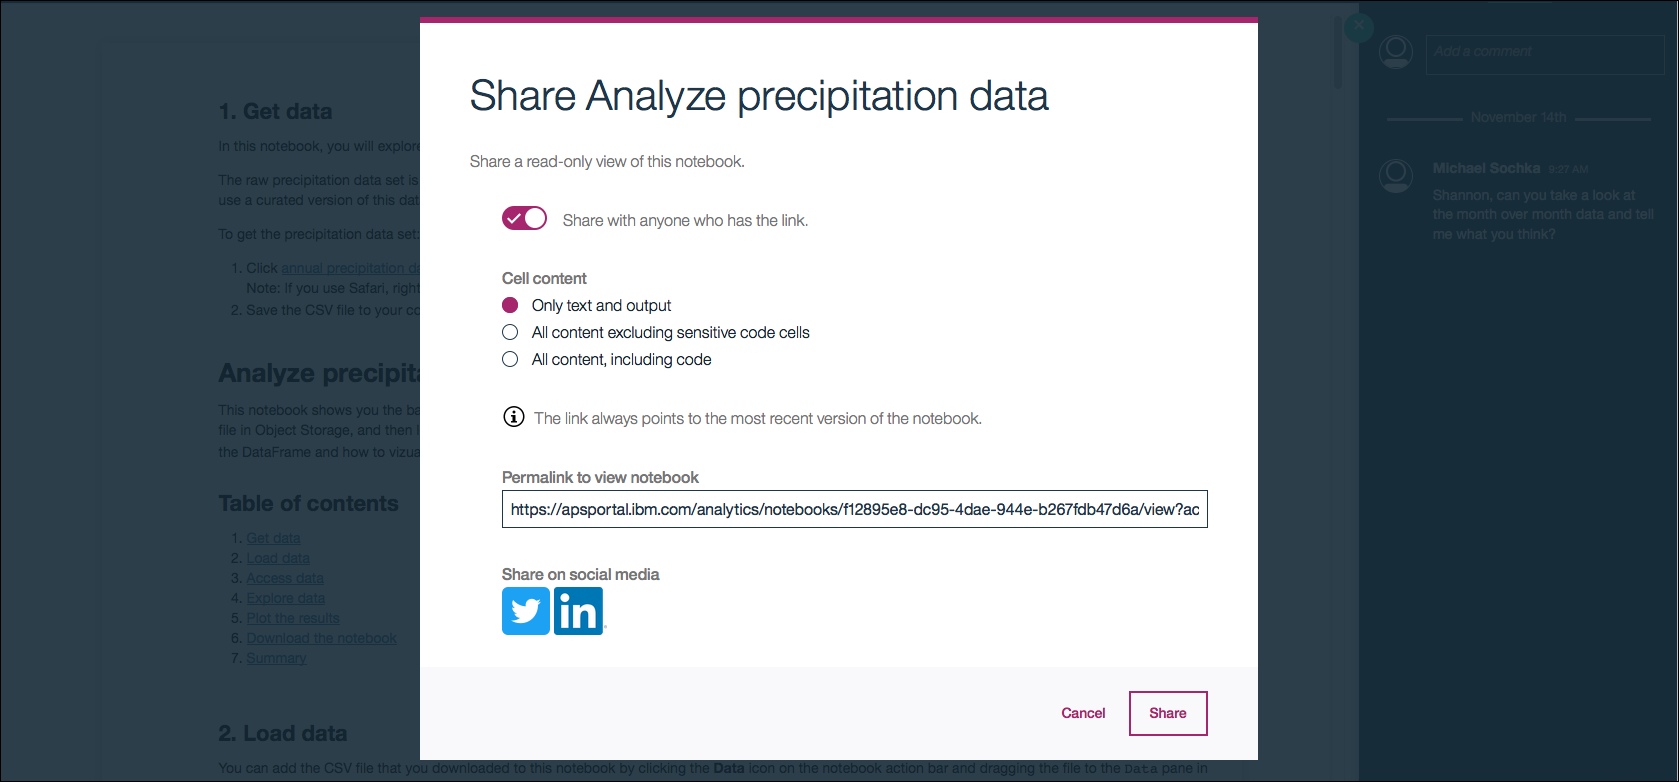 1. Get data
In this notebook, you will explore
The raw precipitation data set is
use a curated version of this dat
To get the precipitation data set:
1. Click annual precipitation da
Note: If you use Safari, right
2. Save the CSV file to your co
Analyze precipita
This notebook shows you the ba
file in Object Storage, and then l
the DataFrame and how to vizua
Table of contents
1. Get data
2. Load data
3. Access data
4. Explore data
5. Plot the results
6. Download the notebook
7. Summary
2. Load data
You can add the CSV file that you downloaded to this notebook by clicking the Data icon on the notebook action bar and dragging the file to the Data pane in
Share Analyze precipitation data
Share a read-only view of this notebook.
Share with anyone who has the link.
Cell content
Only text and output
All content excluding sensitive code cells
All content, including code
The link always points to the most recent version of the notebook.
Permalink to view notebook
https://apsportal.ibm.com/analytics/notebooks/f12895e8-dc95-4dae-944e-b267fdb47d6a/view?ac
Share on social media
in
Cancel
Share
Add a comment
November 14th
Michael Sochka 9:27 AM
Shannon, can you take a look at
the month over month data and tell
me what you think?